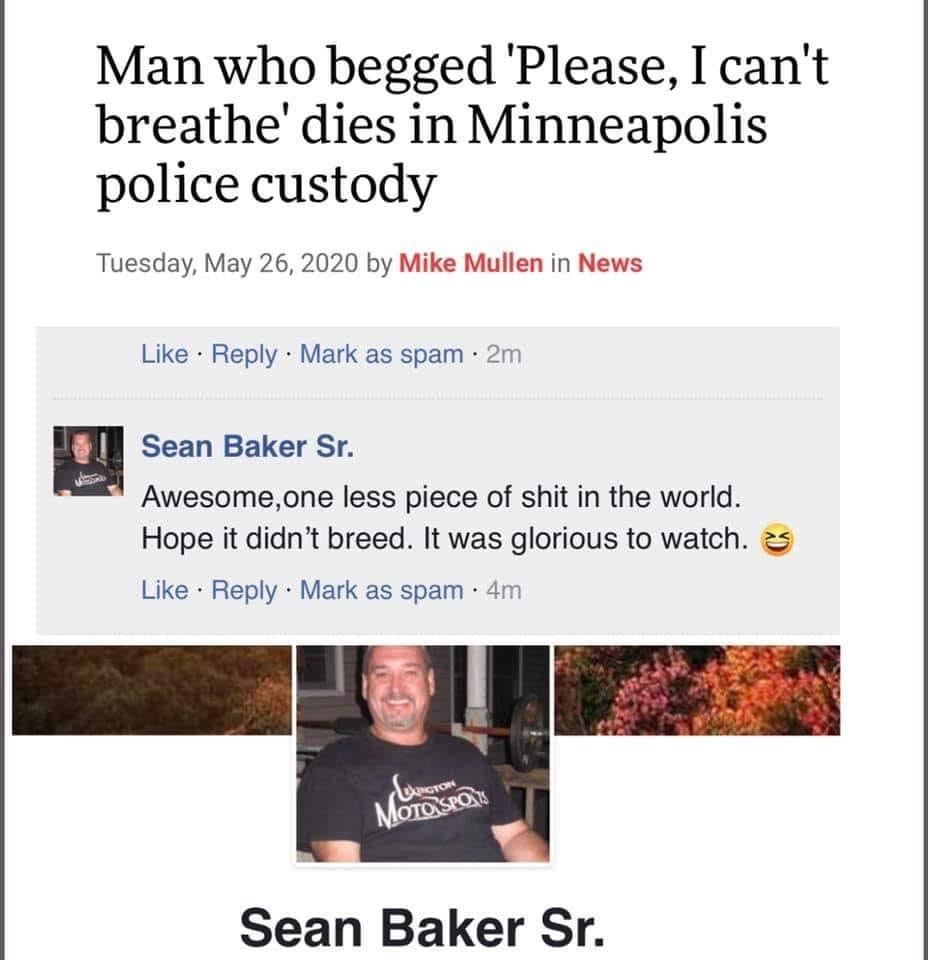 Man who begged 'Please, I can't
breathe' dies in Minneapolis
police custody
Tuesday, May 26, 2020 by Mike Mullen in News
Like · Reply · Mark as spam · 2m
Sean Baker Sr.
Awesome,one less piece of shit in the world.
Hope it didn’t breed. It was glorious to watch. 😆
Like · Reply · Mark as spam · 4m
LEXINGTON
MOTORSPORTS
Sean Baker Sr.